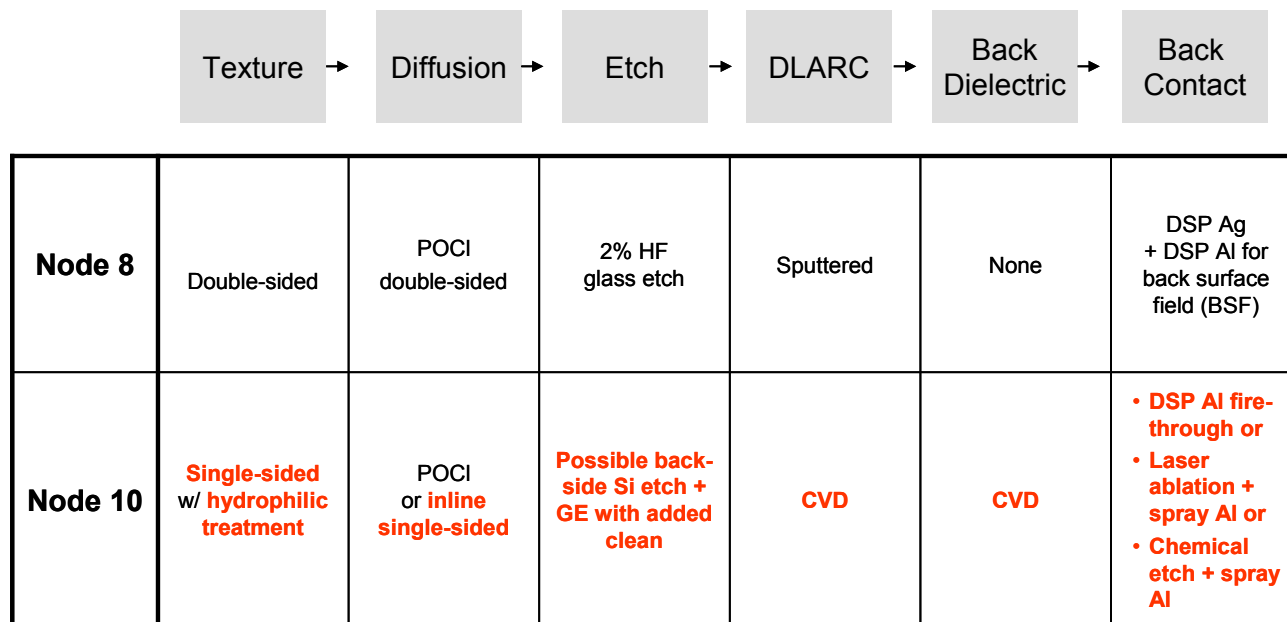 Texture
Diffusion
Etch
DLARC
Back
Dielectric
Back
Contact
Node 8
Double-sided
POCl
double-sided
2% HF
glass etch
Sputtered
None
DSP Ag
+ DSP Al for
back surface
field (BSF)
Node 10
Single-sided
w/ hydrophilic
treatment
POCl
or inline
single-sided
Possible back-
side Si etch +
GE with added
clean
CVD
CVD
• DSP Al fire-
through or
• Laser
ablation +
spray Al or
• Chemical
etch + spray
Al